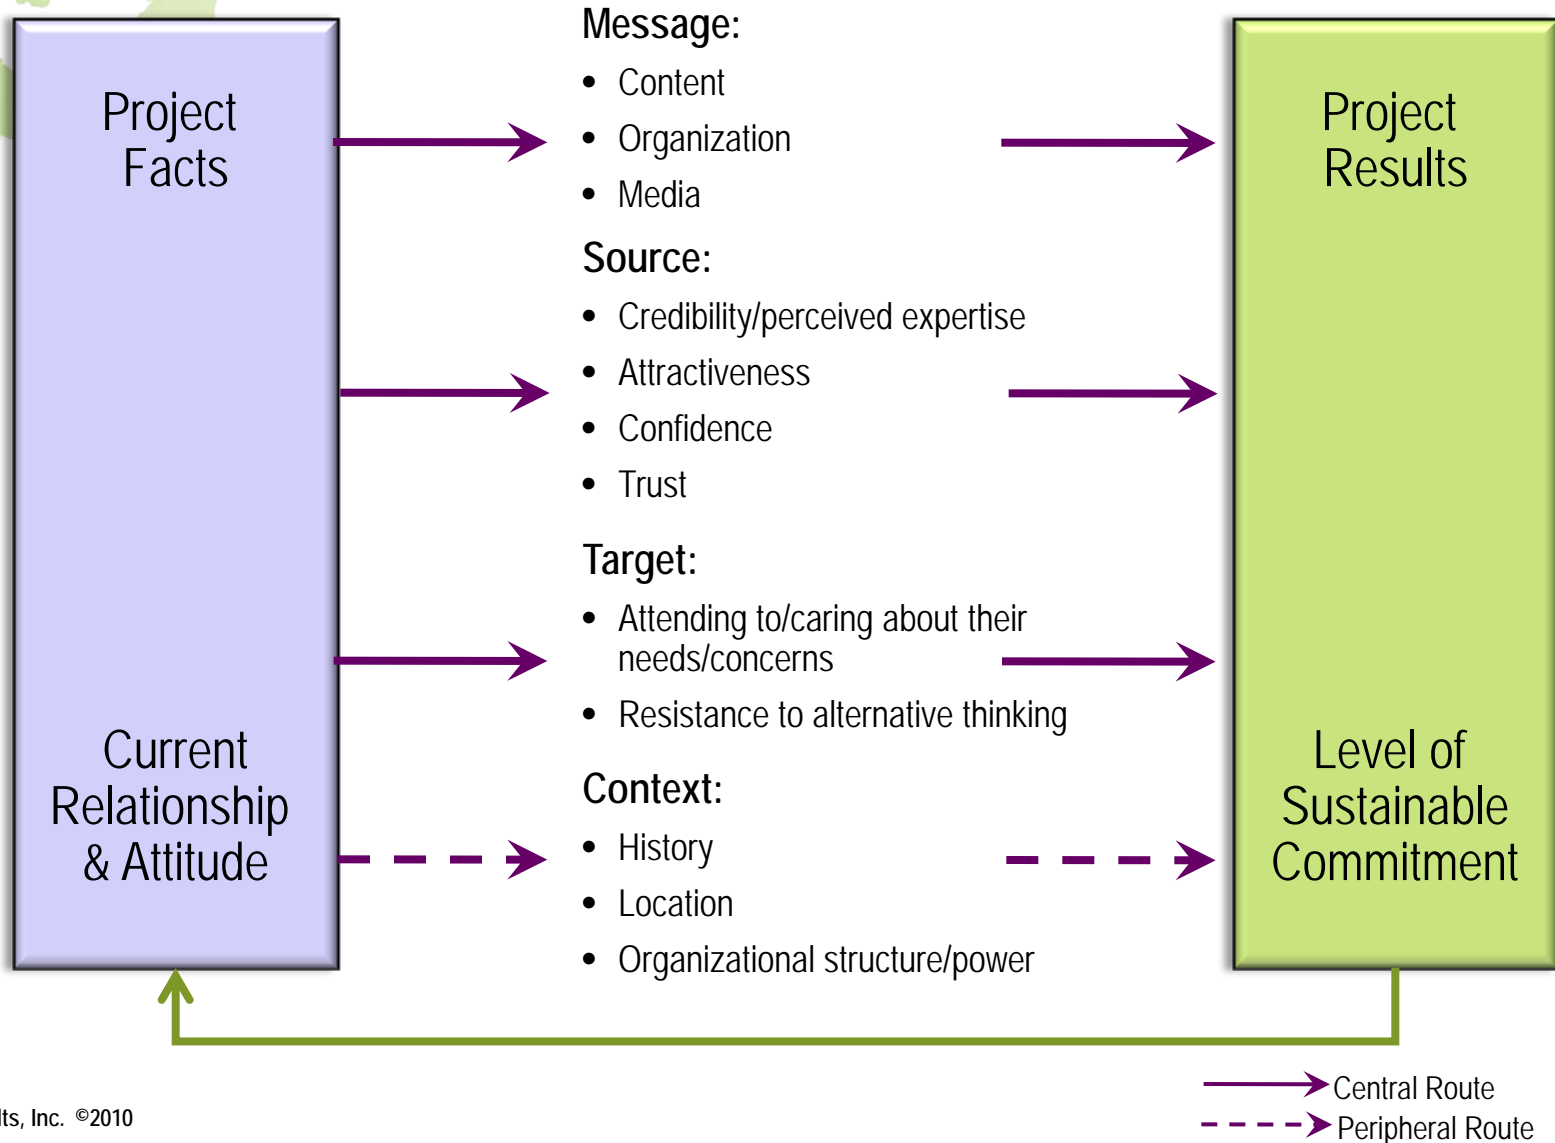 Project
Facts
Current
Relationship
& Attitude
Message:
• Content
• Organization
• Media
Source:
• Credibility/perceived expertise
• Attractiveness
• Confidence
• Trust
Target:
• Attending to/caring about their
needs/concerns
• Resistance to alternative thinking
Context:
• History
• Location
• Organizational structure/power
Project
Results
Level of
Sustainable
Commitment
Central Route
Peripheral Route
Inc. ©2010